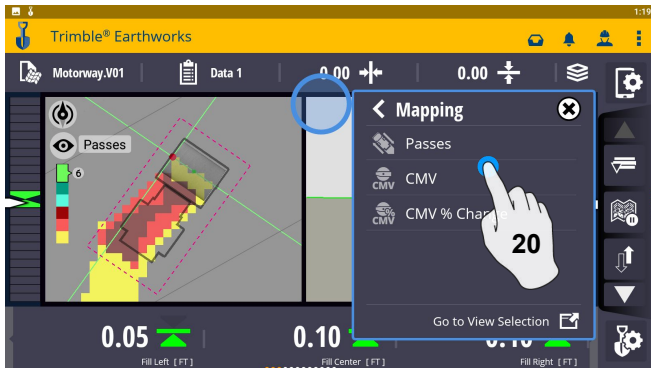 1:19
Trimble® Earthworks
Motorway.V01
Data 1
0.00
0.00
Mapping
Passes
Passes
6
CMV
CMV
CMV
CMV % Change
20
Go to View Selection
0.05
0.10
0.10
Fill Left [ FT ]
Fill Center [ FT ]
Fill Right [ FT ]